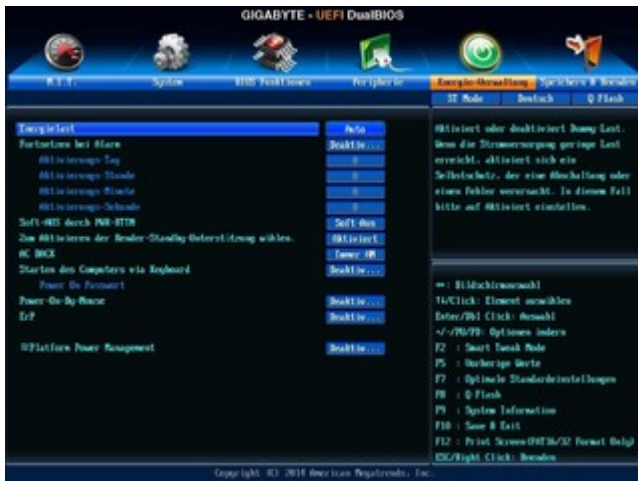 GIGABYTE - UEFI DualBIOS
M.I.T.
System
BIOS Funktionen
Peripherie
Energie-Verwaltung
Speichern & Beenden
ST Mode
Deutsch
Q-Flash
Energielast
Auto
Fortsetzen bei Alarm
Deaktiv...
Aktivierungs-Tag
0
Aktivierungs-Stunde
0
Aktivierungs-Minute
0
Aktivierungs-Sekunde
0
Soft-AUS durch PWR-BTTN
Soft-Aus
Zum Aktivieren der Render-Standby-Unterstützung wählen.
Aktiviert
AC BACK
Immer AN
Starten des Computers via Keyboard
Deaktiv...
Power On Passwort
Power-On-By-Mouse
Deaktiv...
ErP
Deaktiv...
Platform Power Management
Deaktiv...
Aktiviert oder deaktiviert Dummy-Last.
Wenn die Stromversorgung geringe Last
erreicht, aktiviert sich ein
Selbstschutz, der eine Abschaltung oder
einen Fehler verursacht. In diesem Fall
bitte auf Aktiviert einstellen.
: Bildschirmauswahl
/Click: Element auswählen
Enter/Dbl Click: Auswahl
+/-/PU/PD: Optionen ändern
F2 : Smart Tweak Mode
F5 : Vorherige Werte
F7 : Optimale Standardeinstellungen
F8 : Q-Flash
F9 : System Information
F10 : Save & Exit
F12 : Print Screen(FAT16/32 Format Only)
ESC/Right Click: Beenden
Copyright (C) 2014 American Megatrends, Inc.